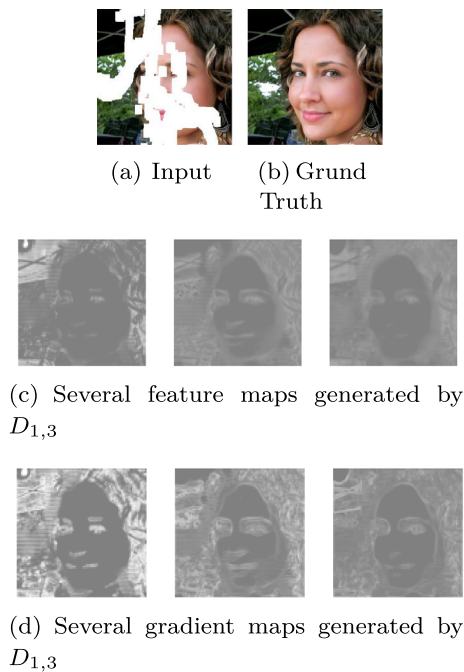 (a) Input
(b) Grund
Truth
(c) Several feature maps generated by
D1,3
(d) Several gradient maps generated by
D1,3